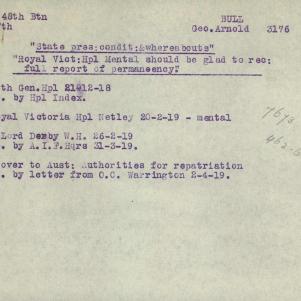 48th Btn BULL
th Geo.Arnold 3176
"State pres:condit:&whereabouts"
"Royal Vict:Hpl Mental should be glad to rec:
full report of permanency"
th Gen.Hpl 21-12-18
. by Hpl Index.
yal Victoria Hpl Netley 20-2-19 - mental
Lord Derby W.H. 26-2-19
. by A.I.F.Hqrs 31-3-19.
over to Aust: Authorities for repatriation
. by letter from O.C. Warrington 2-4-19.